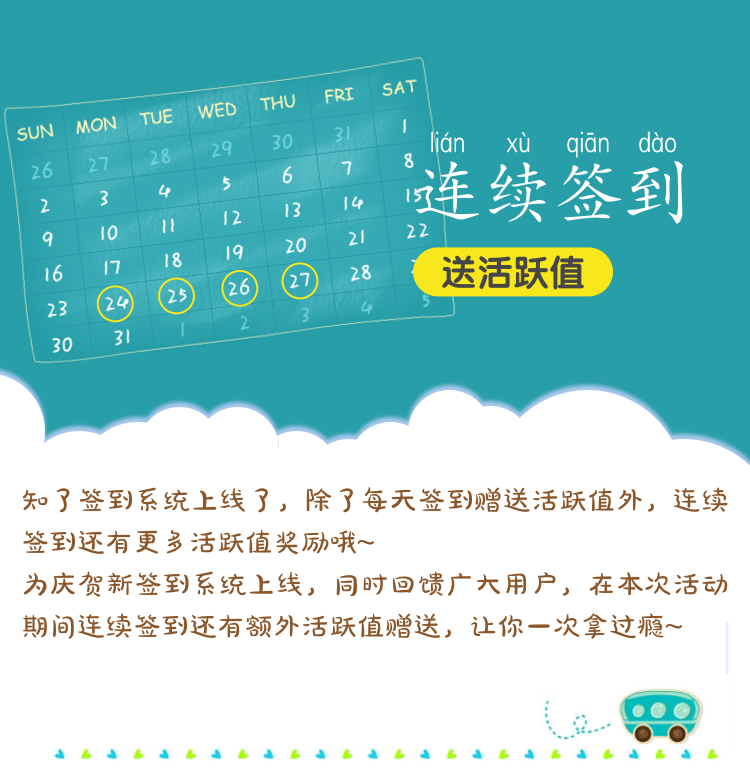 SUN MON TUE WED THU FRI SAT
26 27 28 29 30 31 1
2 3 4 5 6 7 8
9 10 11 12 13 14 15
16 17 18 19 20 21 22
23 24 25 26 27 28
30 31 1 2 3 4 5
lián xù qiān dào
连续签到
送活跃值
知了签到系统上线了，除了每天签到赠送活跃值外，连续
签到还有更多活跃值奖励哦~
为庆贺新签到系统上线，同时回馈广大用户，在本次活动
期间连续签到还有额外活跃值赠送，让你一次拿过瘾~